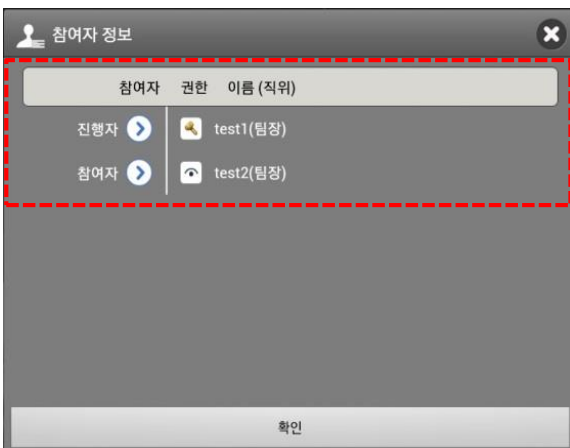 참여자 정보
참여자 권한 이름 (직위)
진행자 test1(팀장)
참여자 test2(팀장)
확인